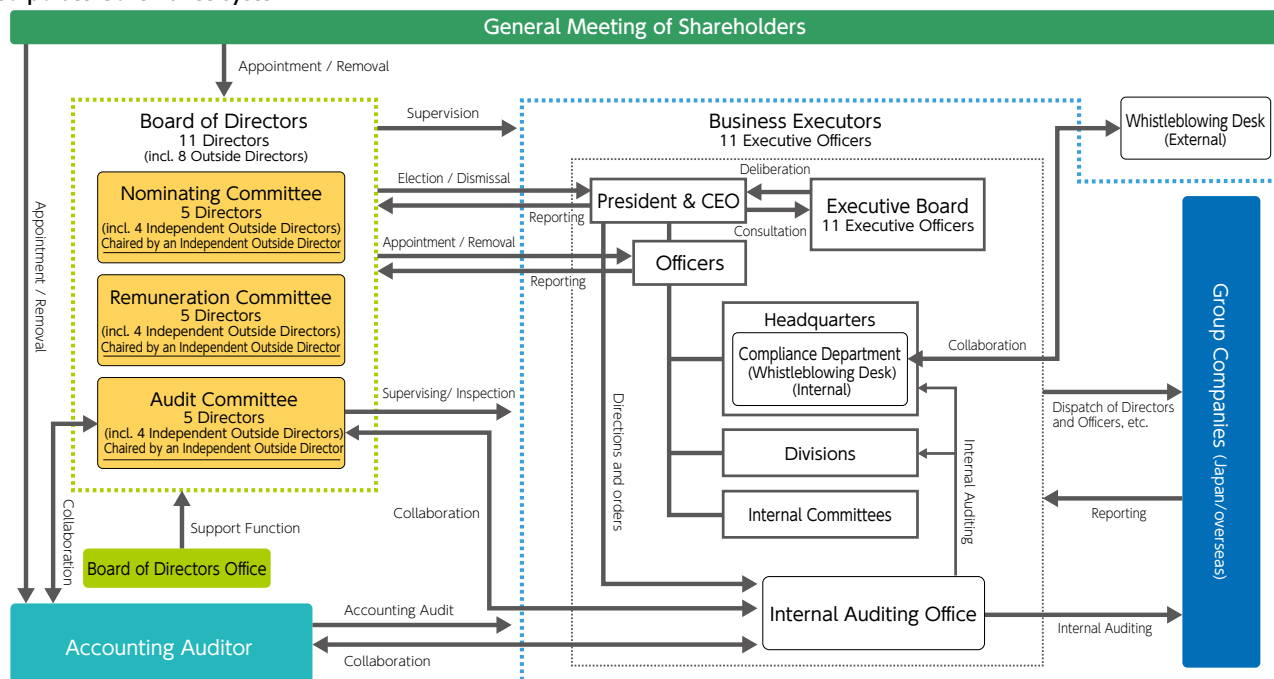 General Meeting of Shareholders
Appointment / Removal
Appointment / Removal
Board of Directors
11 Directors
(incl. 8 Outside Directors)
Nominating Committee
5 Directors
(incl. 4 Independent Outside Directors)
Chaired by an Independent Outside Director
Remuneration Committee
5 Directors
(incl. 4 Independent Outside Directors)
Chaired by an Independent Outside Director
Audit Committee
5 Directors
(incl. 4 Independent Outside Directors)
Chaired by an Independent Outside Director
Collaboration
Support Function
Board of Directors Office
Accounting Auditor
Supervision
Election / Dismissal
Reporting
Appointment / Removal
Reporting
Supervising/ Inspection
Collaboration
Accounting Audit
Collaboration
Business Executors
11 Executive Officers
President & CEO
Deliberation
Consultation
Executive Board
11 Executive Officers
Officers
Headquarters
Compliance Department
(Whistleblowing Desk)
(Internal)
Divisions
Internal Committees
Directions and orders
Internal Auditing
Internal Auditing Office
Whistleblowing Desk
(External)
Collaboration
Dispatch of Directors
and Officers, etc.
Reporting
Internal Auditing
Group Companies (Japan/overseas)